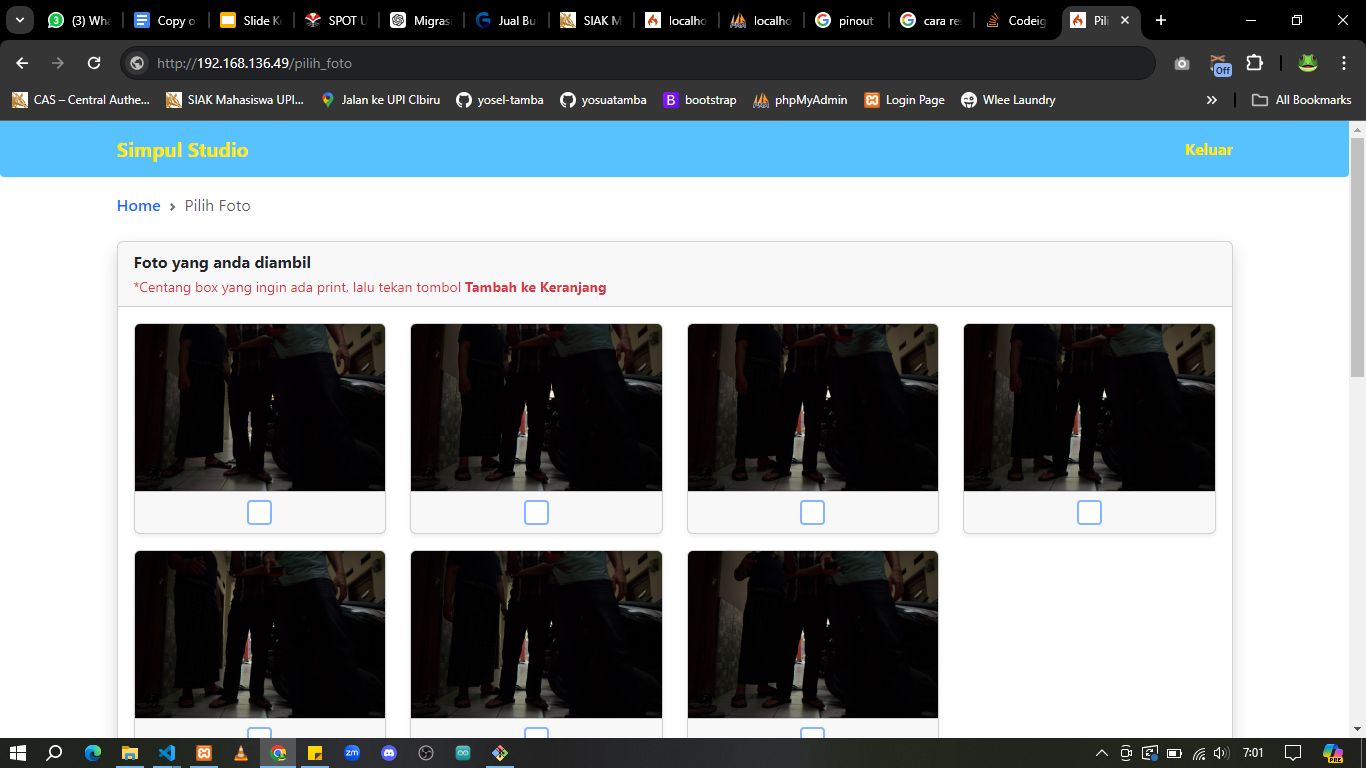 (3) Wha
Copy o
Slide K
SPOT U
Migras
Jual Bu
SIAK M
localho
localho
pinout
cara re
Codeig
Pili
http://192.168.136.49/pilih_foto
Off
CAS – Central Authe...
SIAK Mahasiswa UPI...
Jalan ke UPI CIbiru
yosel-tamba
yosuatamba
bootstrap
phpMyAdmin
Login Page
Wlee Laundry
All Bookmarks
Simpul Studio
Keluar
Home › Pilih Foto
Foto yang anda diambil
*Centang box yang ingin ada print, lalu tekan tombol Tambah ke Keranjang
zm
7:01
PRE